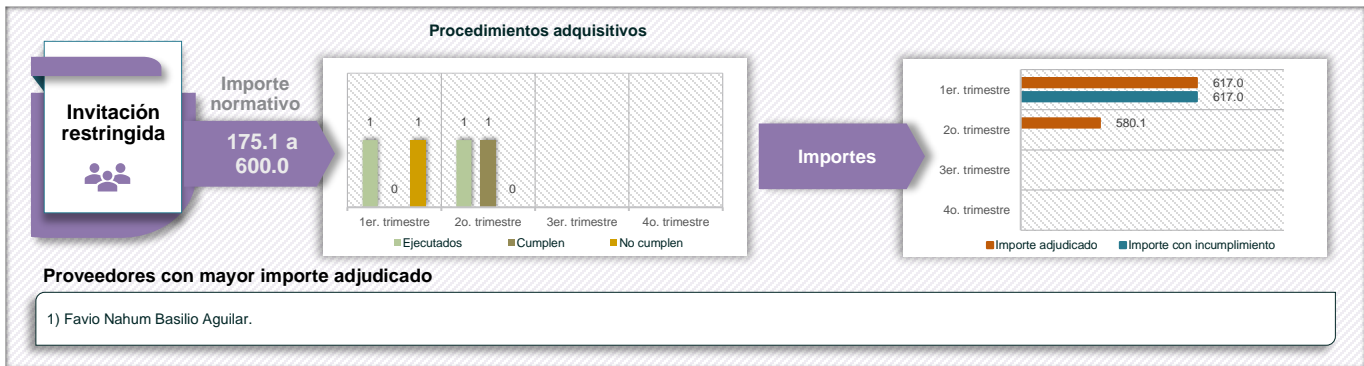 Procedimientos adquisitivos
Invitación
restringida
Importe
normativo
175.1 a
600.0
1
0
1
1
1
0
1er. trimestre
2o. trimestre
3er. trimestre
4o. trimestre
Ejecutados
Cumplen
No cumplen
Importes
1er. trimestre
617.0
617.0
2o. trimestre
580.1
3er. trimestre
4o. trimestre
Importe adjudicado
Importe con incumplimiento
Proveedores con mayor importe adjudicado
1) Favio Nahum Basilio Aguilar.